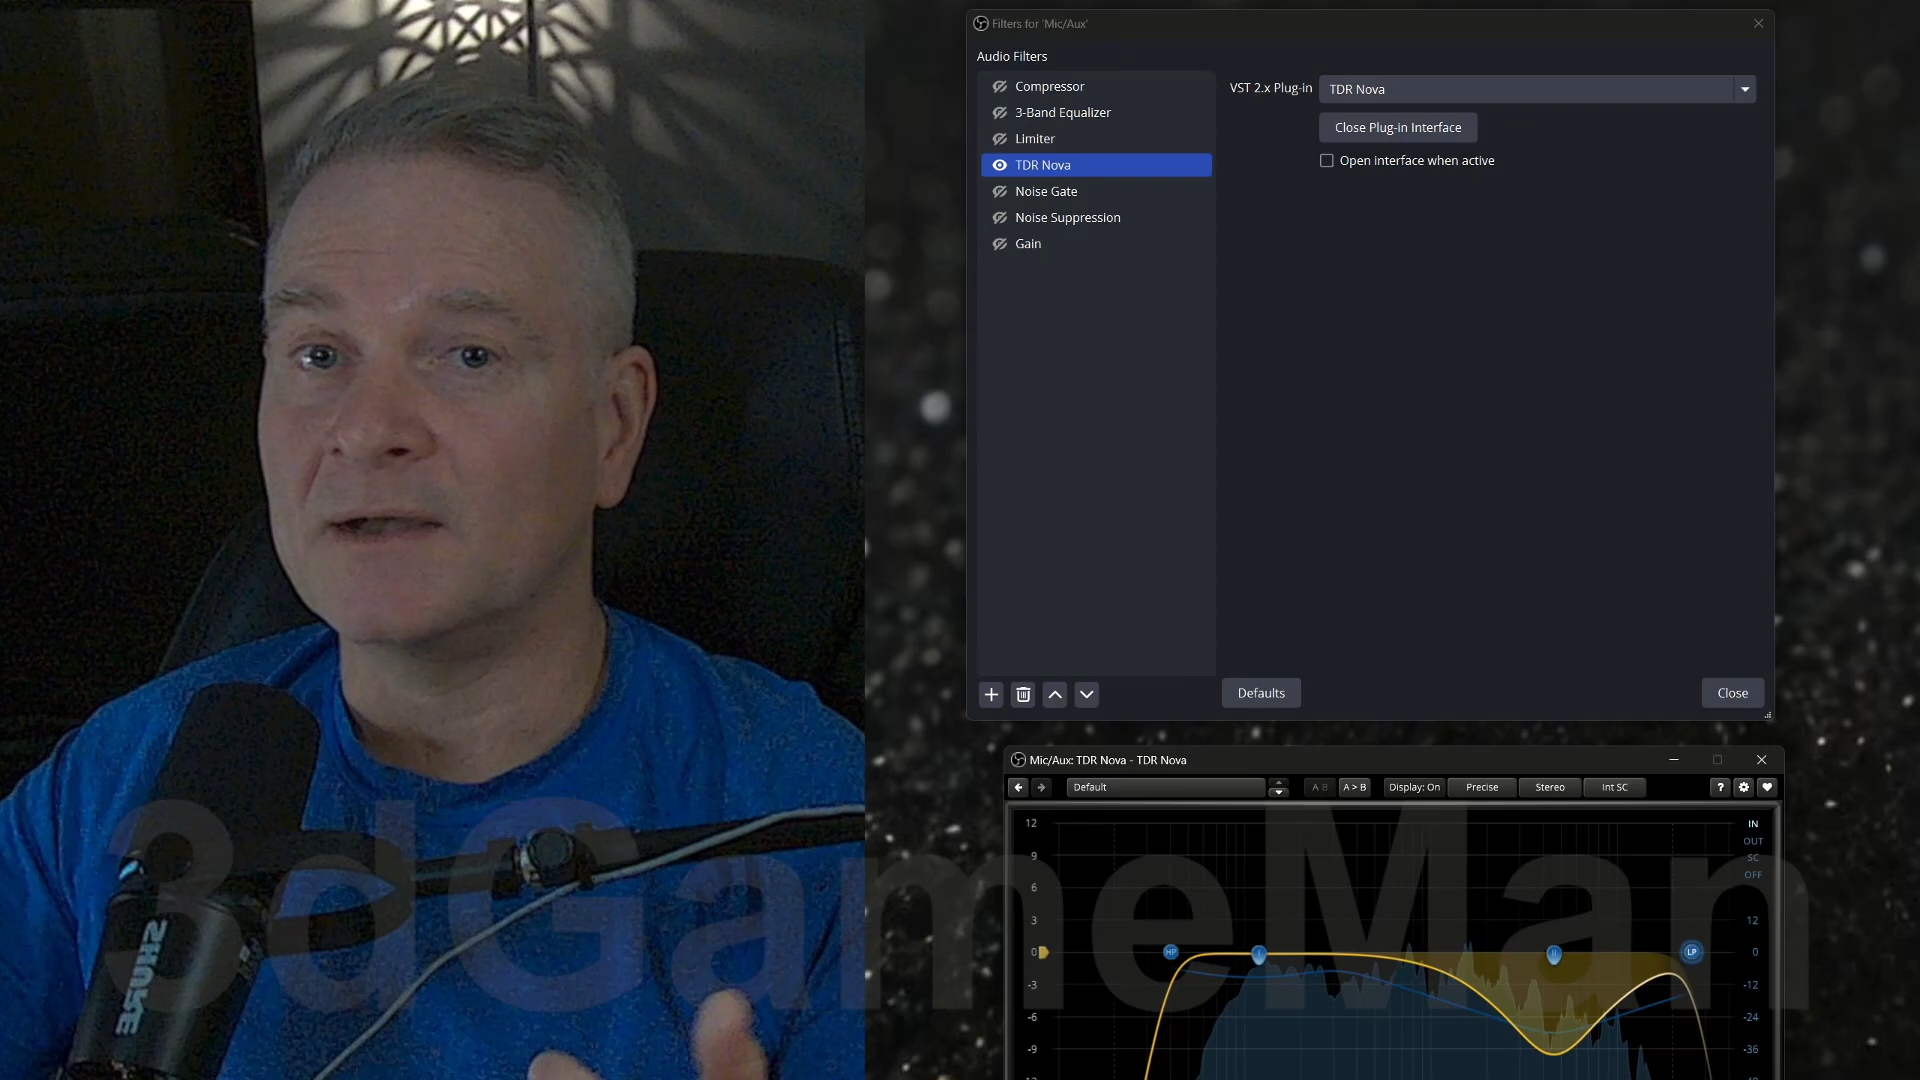 Filters for 'Mic/Aux'
Audio Filters
Compressor
3-Band Equalizer
Limiter
TDR Nova
Noise Gate
Noise Suppression
Gain
VST 2.x Plug-in
TDR Nova
Close Plug-in Interface
Open interface when active
Defaults
Close
Mic/Aux: TDR Nova - TDR Nova
Default
A B
A > B
Display: On
Precise
Stereo
Int SC
?
12
9
6
3
0
-3
-6
-9
HP
I
II
LP
IN
OUT
SC
OFF
12
0
-12
-24
-36
3dGameMan
SHURE